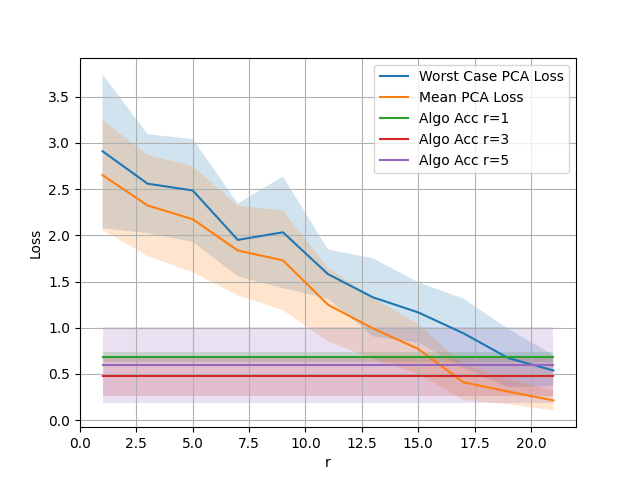 Worst Case PCA Loss
Mean PCA Loss
Algo Acc r=1
Algo Acc r=3
Algo Acc r=5
3.5
3.0
2.5
2.0
1.5
1.0
0.5
0.0
Loss
0.0 2.5 5.0 7.5 10.0 12.5 15.0 17.5 20.0
r